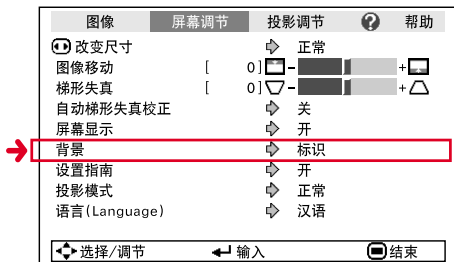 图像 屏幕调节 投影调节 ? 帮助
改变尺寸 正常
图像移动 [ 0] - +
梯形失真 [ 0] - +
自动梯形失真校正 关
屏幕显示 开
背景 标识
设置指南 开
投影模式 正常
语言(Language) 汉语
选择/调节 输入 结束